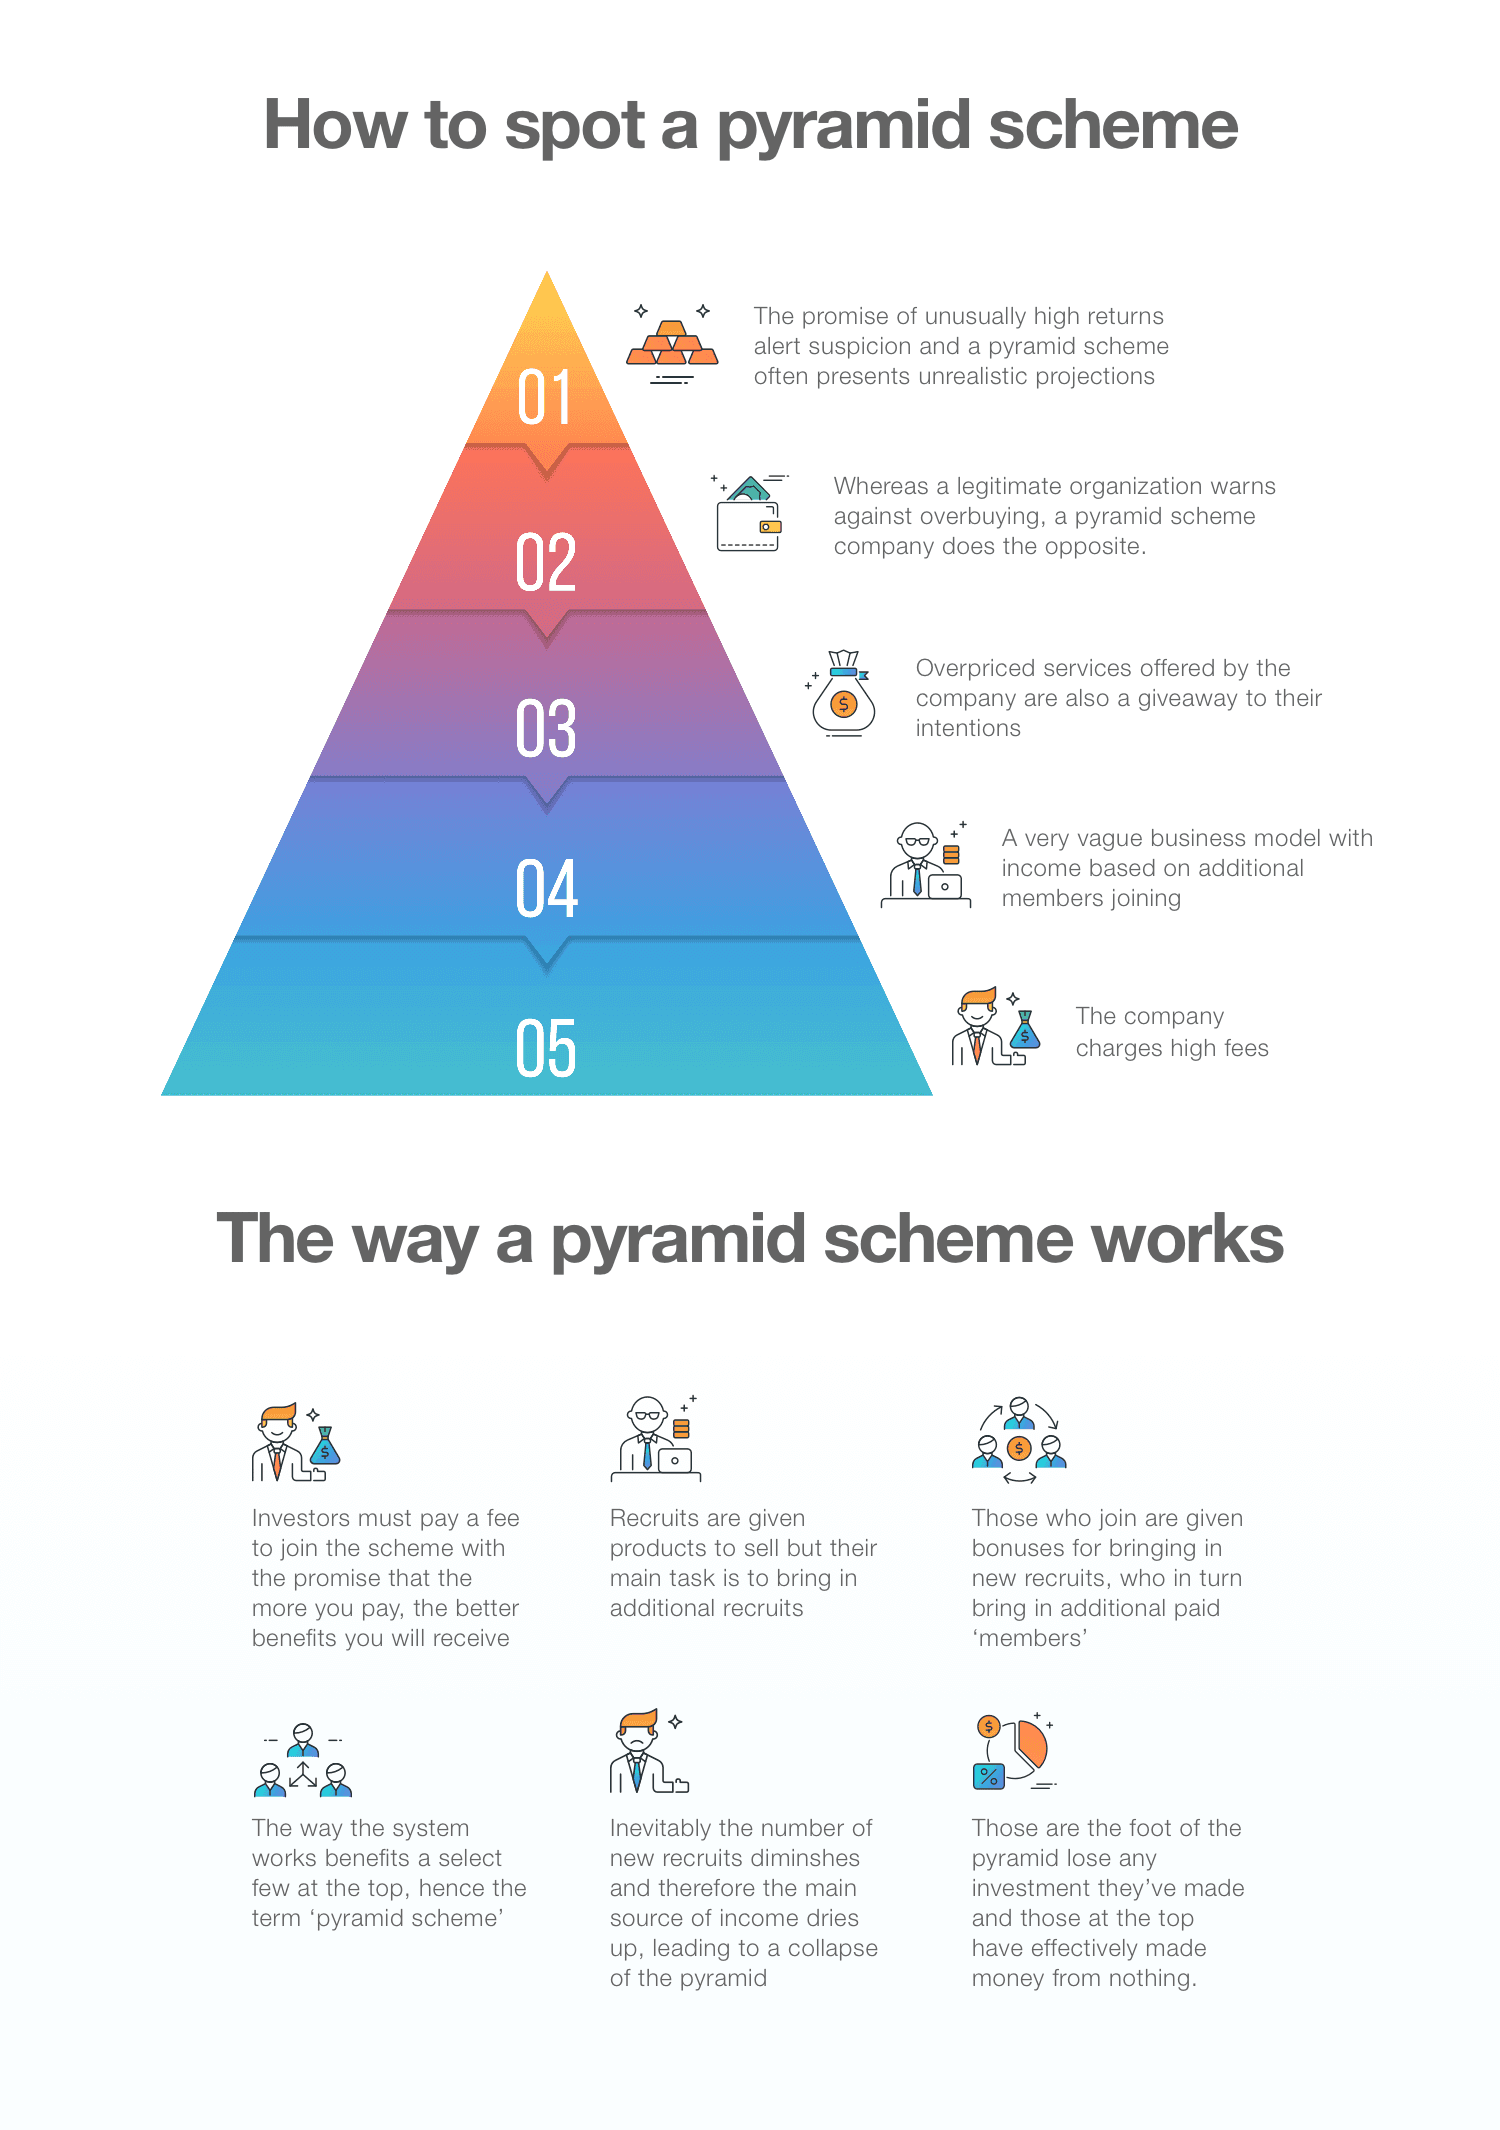 How to spot a pyramid scheme
01
The promise of unusually high returns
alert suspicion and a pyramid scheme
often presents unrealistic projections
02
Whereas a legitimate organization warns
against overbuying, a pyramid scheme
company does the opposite.
03
Overpriced services offered by the
company are also a giveaway to their
intentions
04
A very vague business model with
income based on additional
members joining
05
The company
charges high fees
The way a pyramid scheme works
Investors must pay a fee
to join the scheme with
the promise that the
more you pay, the better
benefits you will receive
Recruits are given
products to sell but their
main task is to bring in
additional recruits
Those who join are given
bonuses for bringing in
new recruits, who in turn
bring in additional paid
‘members’
The way the system
works benefits a select
few at the top, hence the
term ‘pyramid scheme’
Inevitably the number of
new recruits diminshes
and therefore the main
source of income dries
up, leading to a collapse
of the pyramid
Those are the foot of the
pyramid lose any
investment they’ve made
and those at the top
have effectively made
money from nothing.